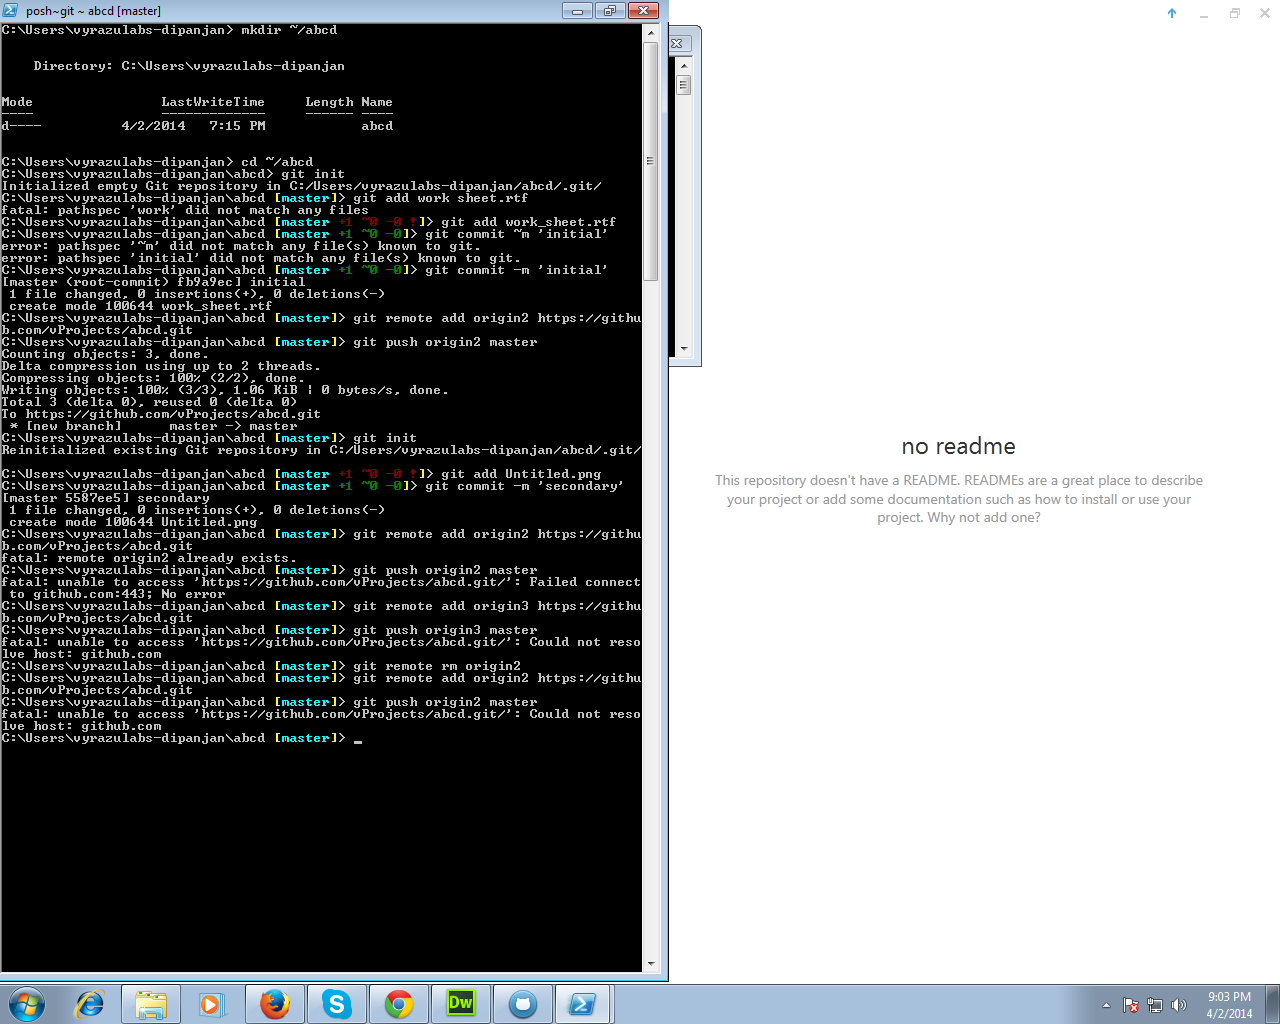 posh~git ~ abcd [master]
C:\Users\vyrazulabs-dipanjan> mkdir ~/abcd
Directory: C:\Users\vyrazulabs-dipanjan
Mode LastWriteTime Length Name
---- ------------- ------ ----
d---- 4/2/2014 7:15 PM abcd
C:\Users\vyrazulabs-dipanjan> cd ~/abcd
C:\Users\vyrazulabs-dipanjan\abcd> git init
Initialized empty Git repository in C:/Users/vyrazulabs-dipanjan/abcd/.git/
C:\Users\vyrazulabs-dipanjan\abcd [master]> git add work sheet.rtf
fatal: pathspec 'work' did not match any files
C:\Users\vyrazulabs-dipanjan\abcd [master +1 ~0 -0 !]> git add work_sheet.rtf
C:\Users\vyrazulabs-dipanjan\abcd [master +1 ~0 -0]> git commit ~m 'initial'
error: pathspec '~m' did not match any file(s) known to git.
error: pathspec 'initial' did not match any file(s) known to git.
C:\Users\vyrazulabs-dipanjan\abcd [master +1 ~0 -0]> git commit -m 'initial'
[master (root-commit) fb9a9ec] initial
1 file changed, 0 insertions(+), 0 deletions(-)
create mode 100644 work_sheet.rtf
C:\Users\vyrazulabs-dipanjan\abcd [master]> git remote add origin2 https://githu
b.com/vProjects/abcd.git
C:\Users\vyrazulabs-dipanjan\abcd [master]> git push origin2 master
Counting objects: 3, done.
Delta compression using up to 2 threads.
Compressing objects: 100% (2/2), done.
Writing objects: 100% (3/3), 1.06 KiB | 0 bytes/s, done.
Total 3 (delta 0), reused 0 (delta 0)
To https://github.com/vProjects/abcd.git
* [new branch] master -> master
C:\Users\vyrazulabs-dipanjan\abcd [master]> git init
Reinitialized existing Git repository in C:/Users/vyrazulabs-dipanjan/abcd/.git/
C:\Users\vyrazulabs-dipanjan\abcd [master +1 ~0 -0 !]> git add Untitled.png
C:\Users\vyrazulabs-dipanjan\abcd [master +1 ~0 -0]> git commit -m 'secondary'
[master 5587ee5] secondary
1 file changed, 0 insertions(+), 0 deletions(-)
create mode 100644 Untitled.png
C:\Users\vyrazulabs-dipanjan\abcd [master]> git remote add origin2 https://githu
b.com/vProjects/abcd.git
fatal: remote origin2 already exists.
C:\Users\vyrazulabs-dipanjan\abcd [master]> git push origin2 master
fatal: unable to access 'https://github.com/vProjects/abcd.git/': Failed connect
to github.com:443; No error
C:\Users\vyrazulabs-dipanjan\abcd [master]> git remote add origin3 https://githu
b.com/vProjects/abcd.git
C:\Users\vyrazulabs-dipanjan\abcd [master]> git push origin3 master
fatal: unable to access 'https://github.com/vProjects/abcd.git/': Could not reso
lve host: github.com
C:\Users\vyrazulabs-dipanjan\abcd [master]> git remote rm origin2
C:\Users\vyrazulabs-dipanjan\abcd [master]> git remote add origin2 https://githu
b.com/vProjects/abcd.git
C:\Users\vyrazulabs-dipanjan\abcd [master]> git push origin2 master
fatal: unable to access 'https://github.com/vProjects/abcd.git/': Could not reso
lve host: github.com
C:\Users\vyrazulabs-dipanjan\abcd [master]> _
no readme
This repository doesn't have a README. READMEs are a great place to describe
your project or add some documentation such as how to install or use your
project. Why not add one?
Dw
9:03 PM
4/2/2014